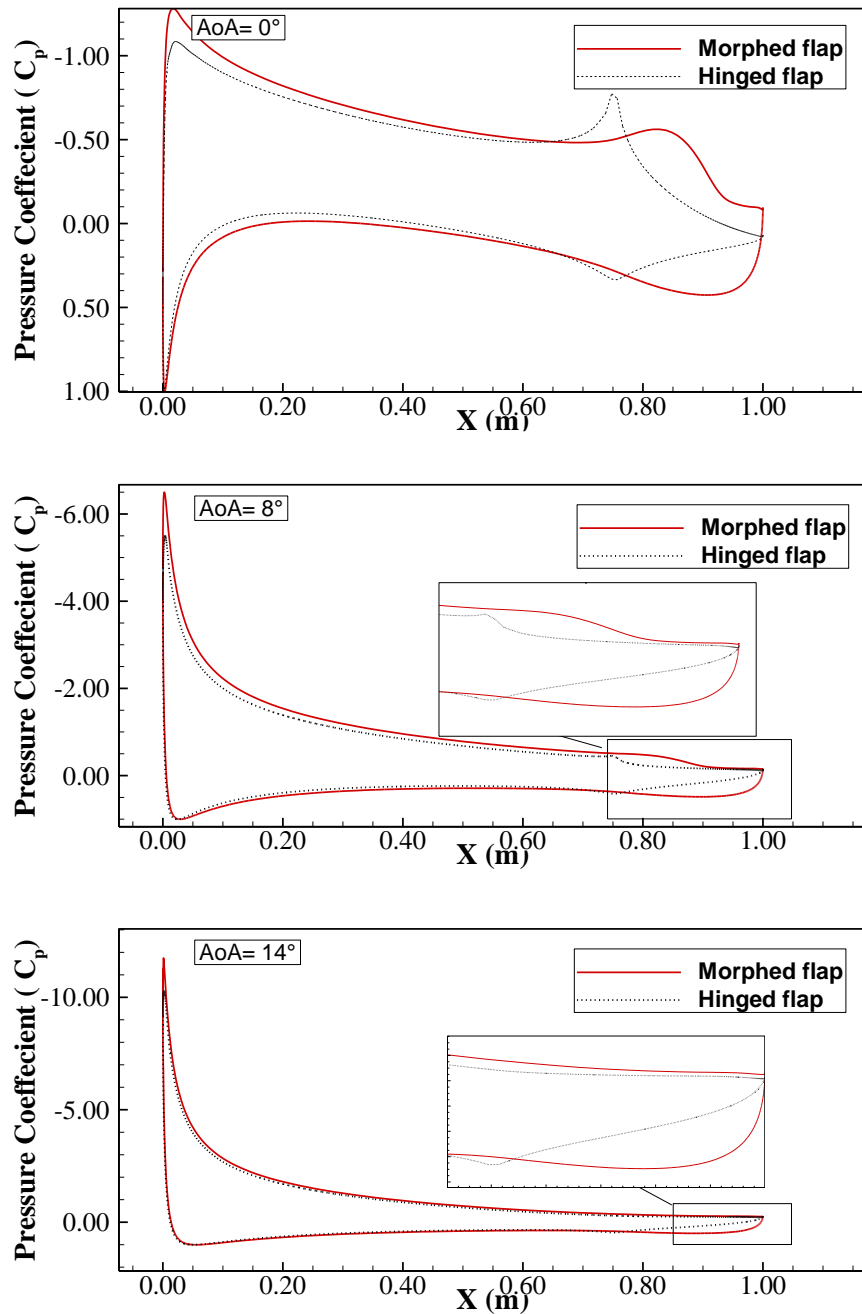 AoA= 0°
Morphed flap
Hinged flap
Pressure Coeffecient ( Cp)
-1.00
-0.50
0.00
0.50
1.00
0.00 0.20 0.40 0.60 0.80 1.00
X (m)
AoA= 8°
Morphed flap
Hinged flap
Pressure Coeffecient ( Cp)
-6.00
-4.00
-2.00
0.00
0.00 0.20 0.40 0.60 0.80 1.00
X (m)
AoA= 14°
Morphed flap
Hinged flap
Pressure Coeffecient ( Cp)
-10.00
-5.00
0.00
0.00 0.20 0.40 0.60 0.80 1.00
X (m)